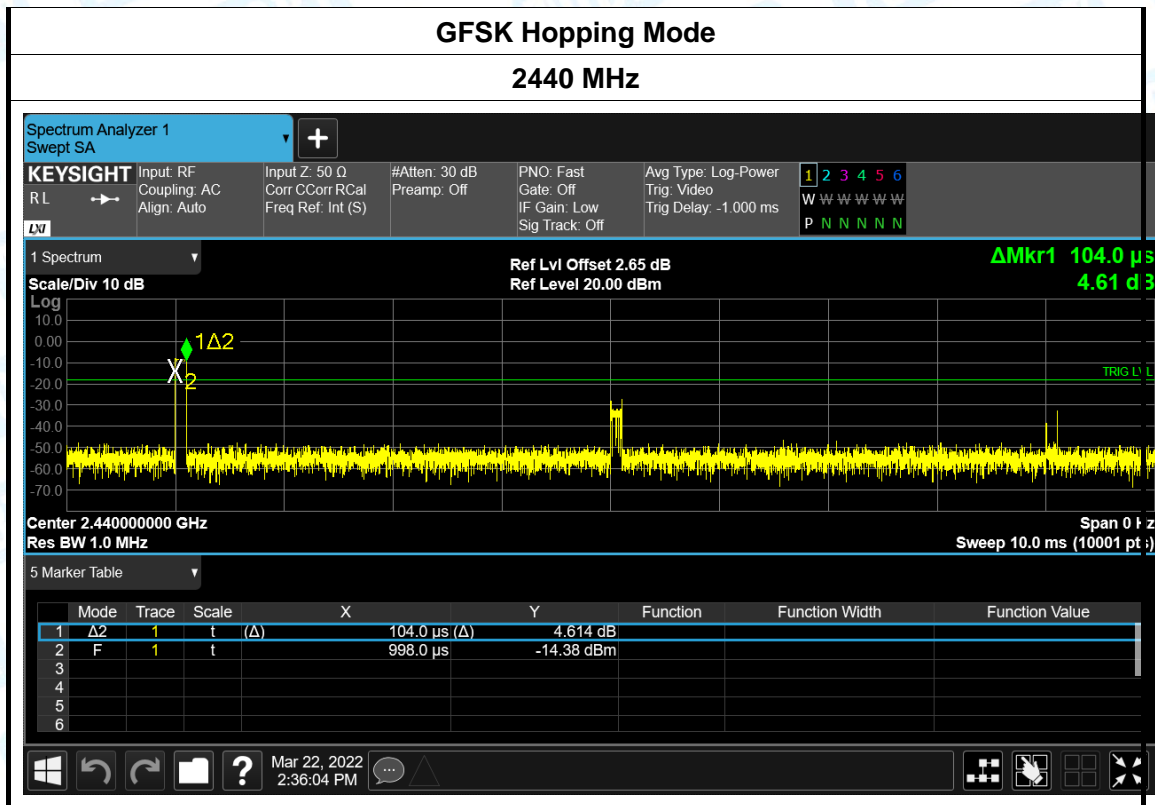 GFSK Hopping Mode
2440 MHz
Spectrum Analyzer 1
Swept SA
+
KEYSIGHT
R L
LXI
Input: RF
Coupling: AC
Align: Auto
Input Z: 50 Ω
Corr CCorr RCal
Freq Ref: Int (S)
#Atten: 30 dB
Preamp: Off
PNO: Fast
Gate: Off
IF Gain: Low
Sig Track: Off
Avg Type: Log-Power
Trig: Video
Trig Delay: -1.000 ms
1 2 3 4 5 6
W W W W W W
P N N N N N
1 Spectrum
Scale/Div 10 dB
Ref Lvl Offset 2.65 dB
Ref Level 20.00 dBm
ΔMkr1 104.0 µs
4.61 dB
Log
10.0
0.00
-10.0
-20.0
-30.0
-40.0
-50.0
-60.0
-70.0
1Δ2
X
2
TRIG LVL
Center 2.440000000 GHz
Res BW 1.0 MHz
Span 0 Hz
Sweep 10.0 ms (10001 pts)
5 Marker Table
Mode Trace Scale X Y Function Function Width Function Value
1 Δ2 1 t (Δ) 104.0 µs (Δ) 4.614 dB
2 F 1 t 998.0 µs -14.38 dBm
3
4
5
6
?
Mar 22, 2022
2:36:04 PM